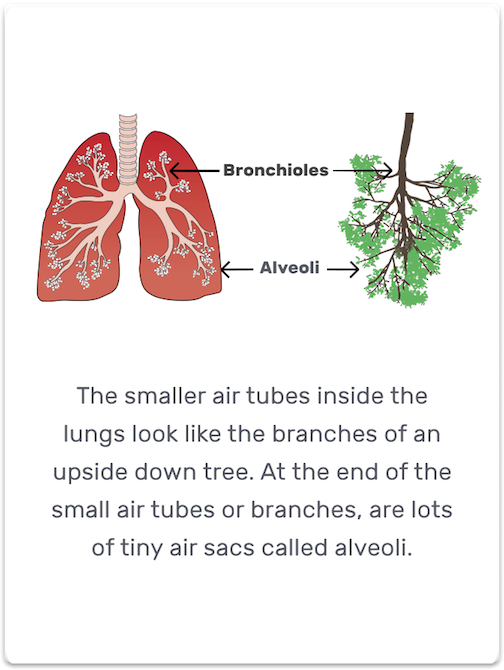 Bronchioles
Alveoli
The smaller air tubes inside the
lungs look like the branches of an
upside down tree. At the end of the
small air tubes or branches, are lots
of tiny air sacs called alveoli.